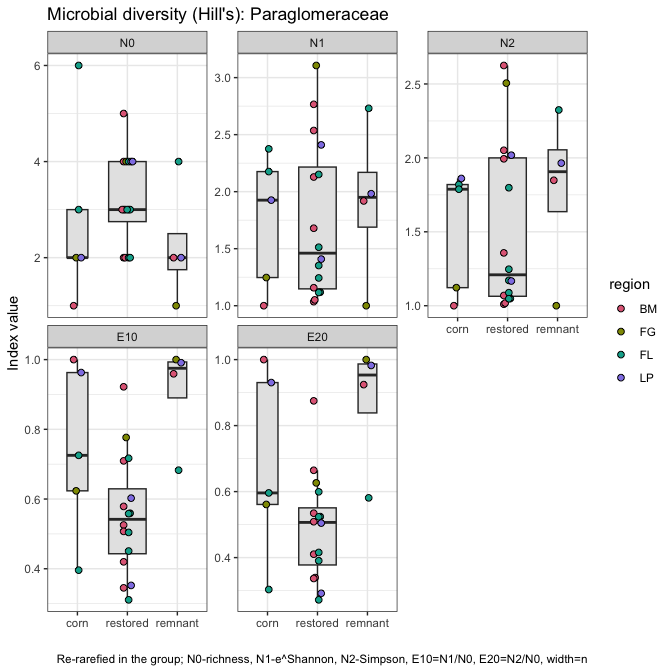 Microbial diversity (Hill's): Paraglomeraceae
N0
N1
N2
6
4
2
3.0
2.5
2.0
1.5
1.0
2.5
2.0
1.5
1.0
corn restored remnant
Index value
E10
E20
1.0
0.8
0.6
0.4
1.0
0.8
0.6
0.4
corn restored remnant
corn restored remnant
region
BM
FG
FL
LP
Re-rarefied in the group; N0-richness, N1-e^Shannon, N2-Simpson, E10=N1/N0, E20=N2/N0, width=n